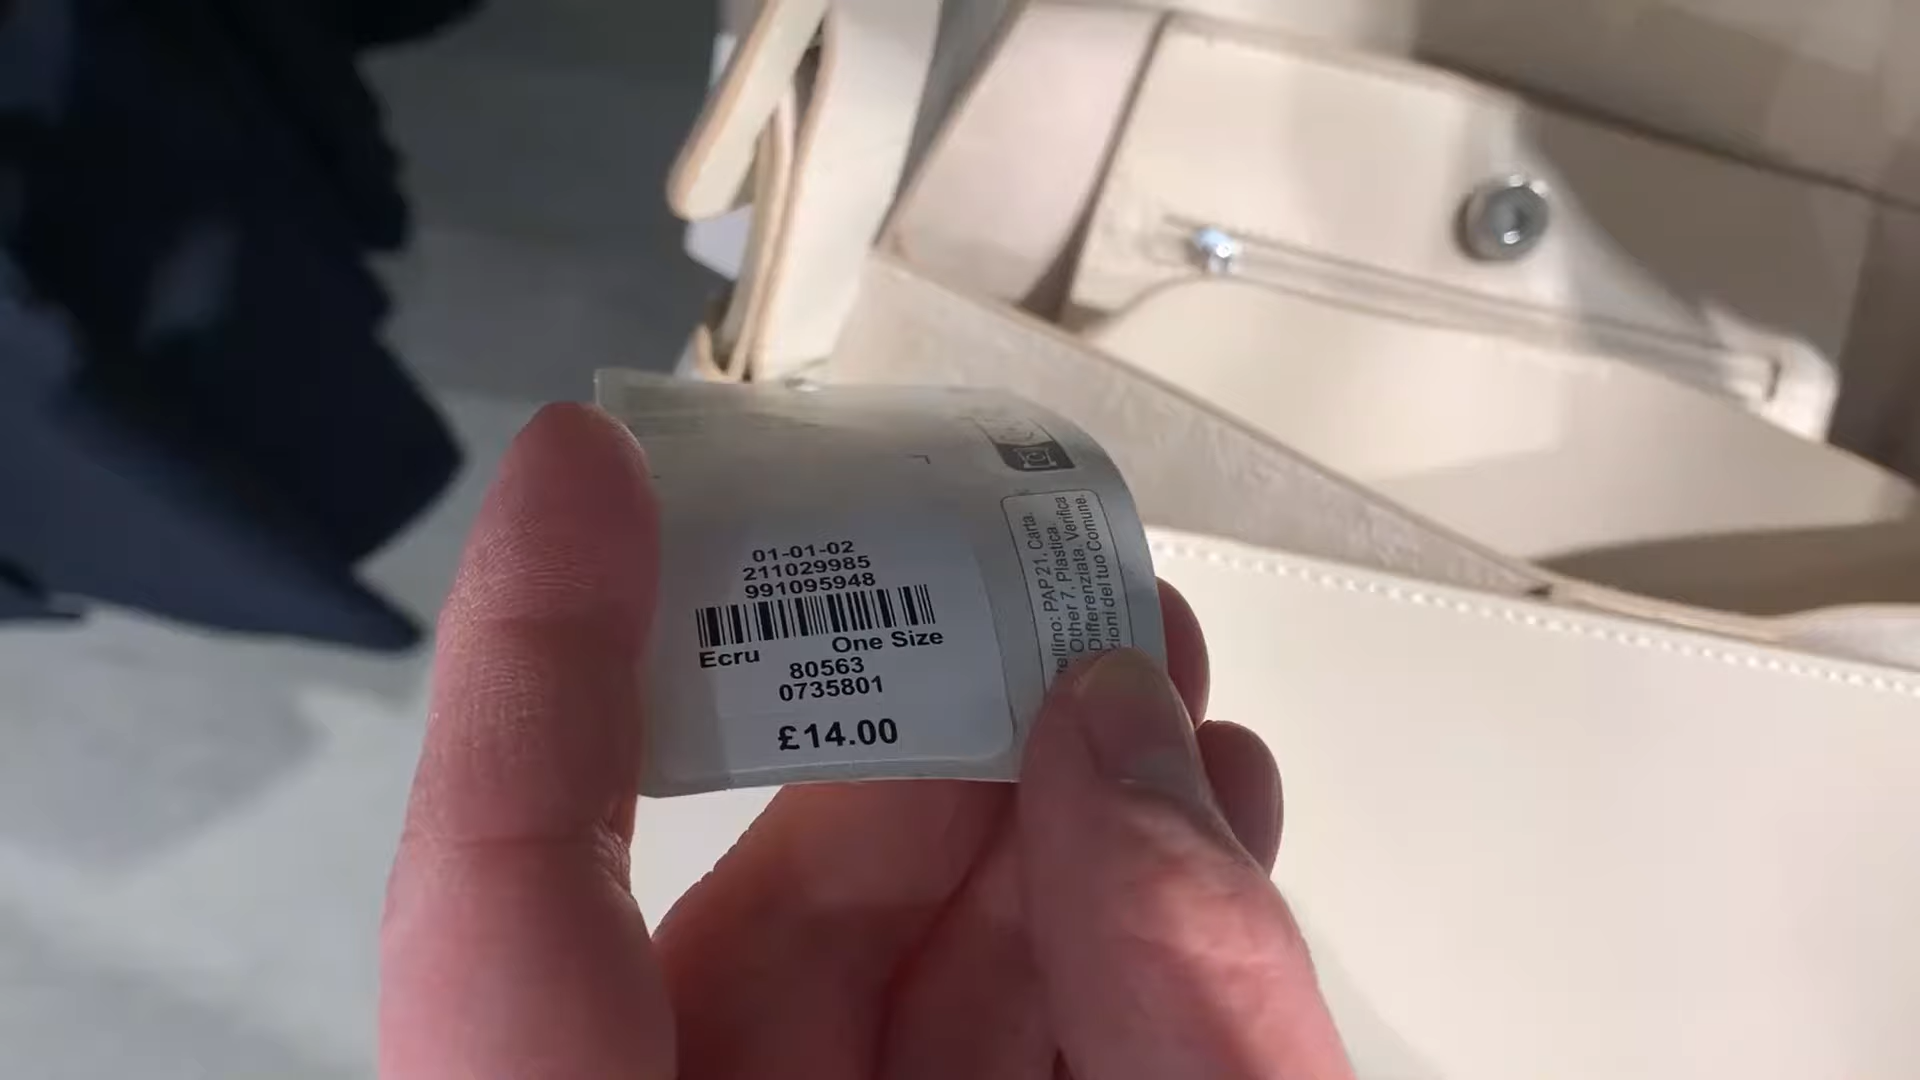 01-01-02
211029985
991095948
Ecru One Size
80563
0735801
£14.00
PAP 21, Carta.
Other 7. Plastica.
Differenziata. Verifica
del tuo Comune.